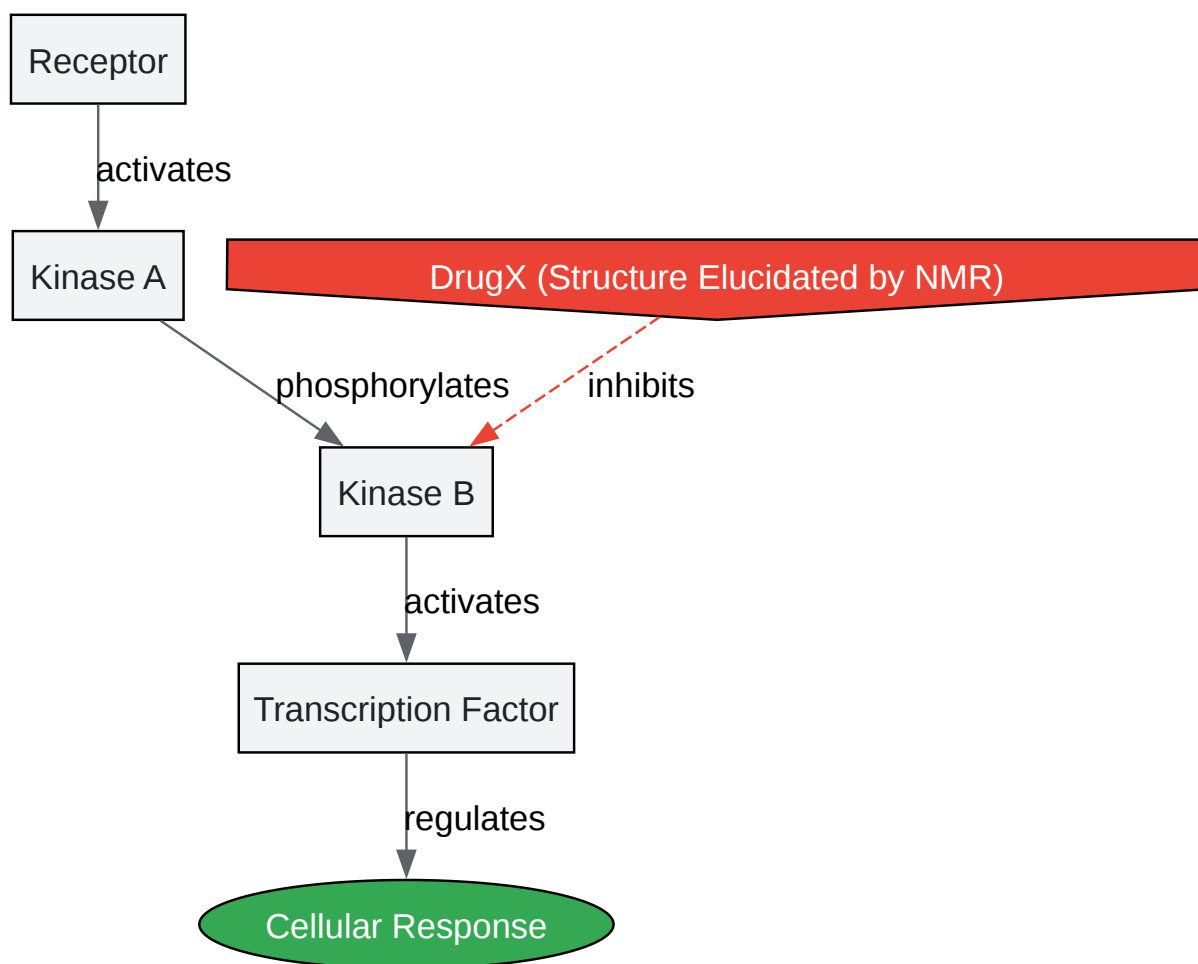 Receptor
activates
Kinase A
DrugX (Structure Elucidated by NMR)
phosphorylates
inhibits
Kinase B
activates
Transcription Factor
regulates
Cellular Response